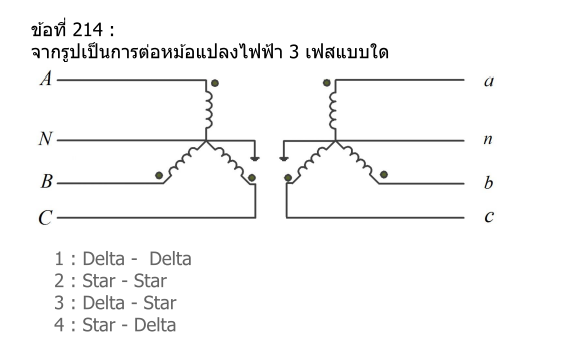 ข้อที่ 214 :
จากรูปเป็นการต่อหม้อแปลงไฟฟ้า 3 เฟสแบบใด
A a
N n
B b
C c
1 : Delta - Delta
2 : Star - Star
3 : Delta - Star
4 : Star - Delta